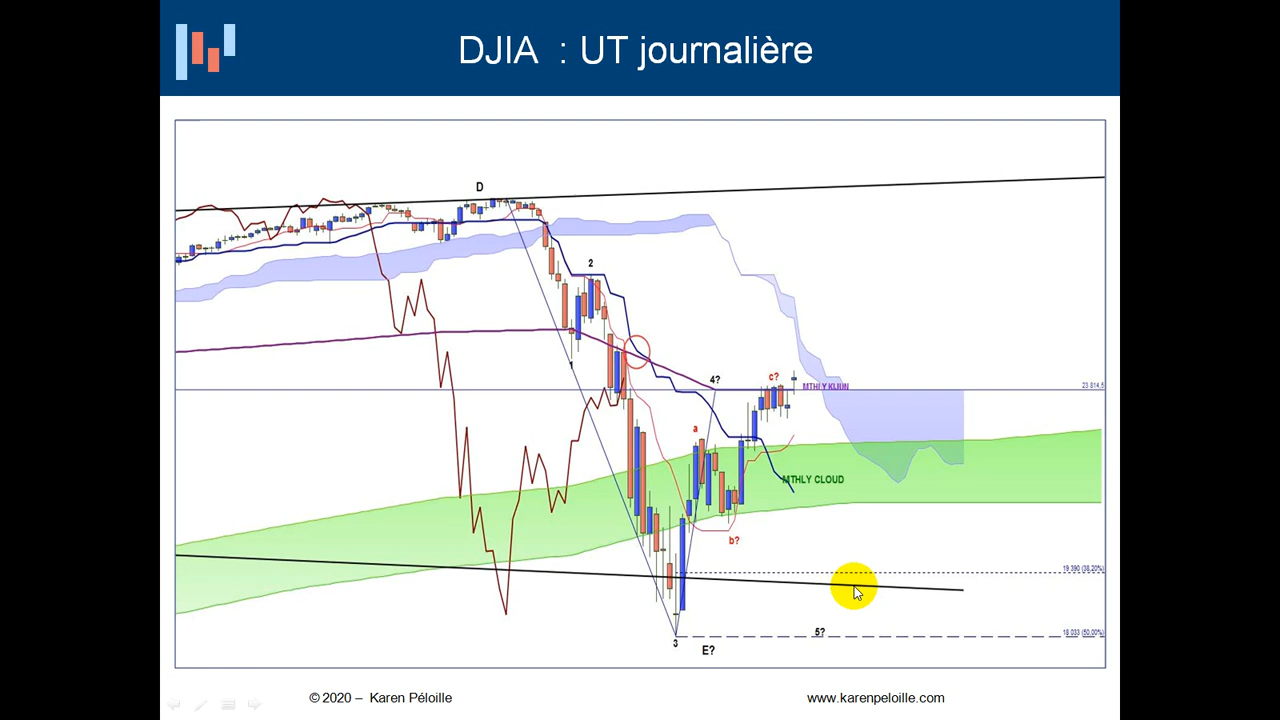 DJIA : UT journalière
D
2
1
4?
c?
MTHLY KIJUN
23 814,5
a
MTHLY CLOUD
b?
19 390 (38,20%)
5?
18 033 (50,00%)
3
E?
© 2020 – Karen Péloille
www.karenpeloille.com